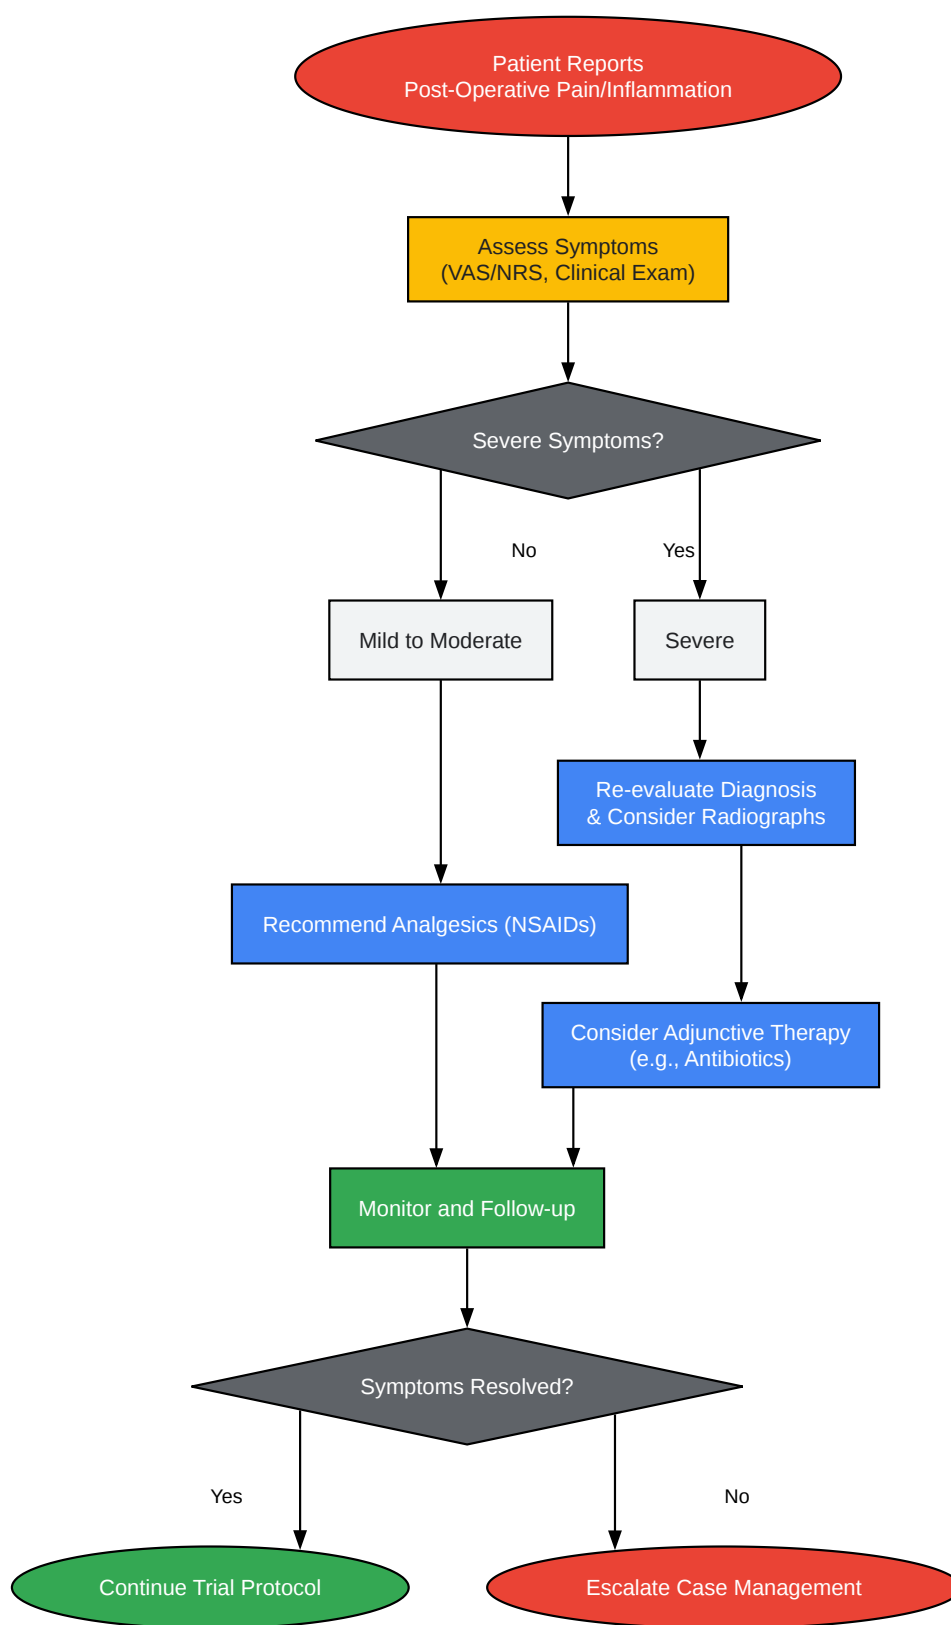 Patient Reports
Post-Operative Pain/Inflammation
Assess Symptoms
(VAS/NRS, Clinical Exam)
Severe Symptoms?
No
Yes
Mild to Moderate
Severe
Re-evaluate Diagnosis
& Consider Radiographs
Recommend Analgesics (NSAIDs)
Consider Adjunctive Therapy
(e.g., Antibiotics)
Monitor and Follow-up
Symptoms Resolved?
Yes
No
Continue Trial Protocol
Escalate Case Management